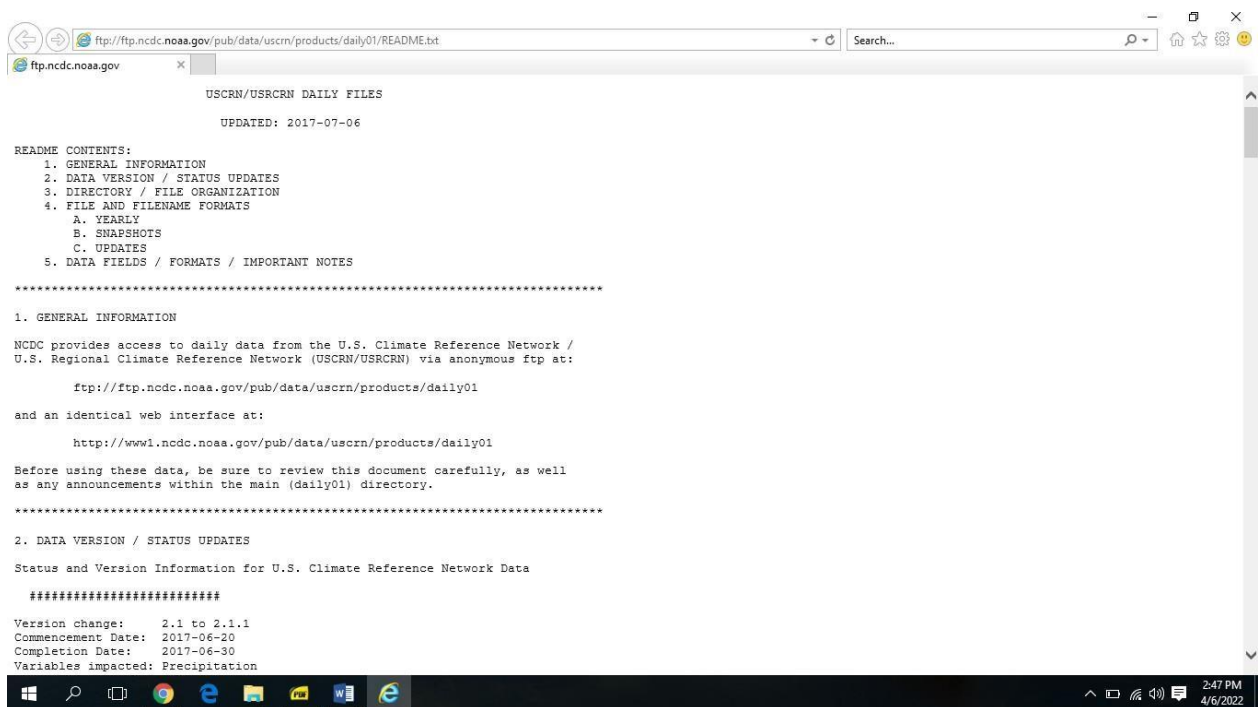 ftp://ftp.ncdc.noaa.gov/pub/data/uscrn/products/daily01/README.txt
Search...
ftp.ncdc.noaa.gov
USCRN/USRCRN DAILY FILES
UPDATED: 2017-07-06
README CONTENTS:
1. GENERAL INFORMATION
2. DATA VERSION / STATUS UPDATES
3. DIRECTORY / FILE ORGANIZATION
4. FILE AND FILENAME FORMATS
A. YEARLY
B. SNAPSHOTS
C. UPDATES
5. DATA FIELDS / FORMATS / IMPORTANT NOTES
********************************************************************************
1. GENERAL INFORMATION
NCDC provides access to daily data from the U.S. Climate Reference Network /
U.S. Regional Climate Reference Network (USCRN/USRCRN) via anonymous ftp at:
ftp://ftp.ncdc.noaa.gov/pub/data/uscrn/products/daily01
and an identical web interface at:
http://www1.ncdc.noaa.gov/pub/data/uscrn/products/daily01
Before using these data, be sure to review this document carefully, as well
as any announcements within the main (daily01) directory.
********************************************************************************
2. DATA VERSION / STATUS UPDATES
Status and Version Information for U.S. Climate Reference Network Data
##########################
Version change: 2.1 to 2.1.1
Commencement Date: 2017-06-20
Completion Date: 2017-06-30
Variables impacted: Precipitation
PDF
2:47 PM
4/6/2022